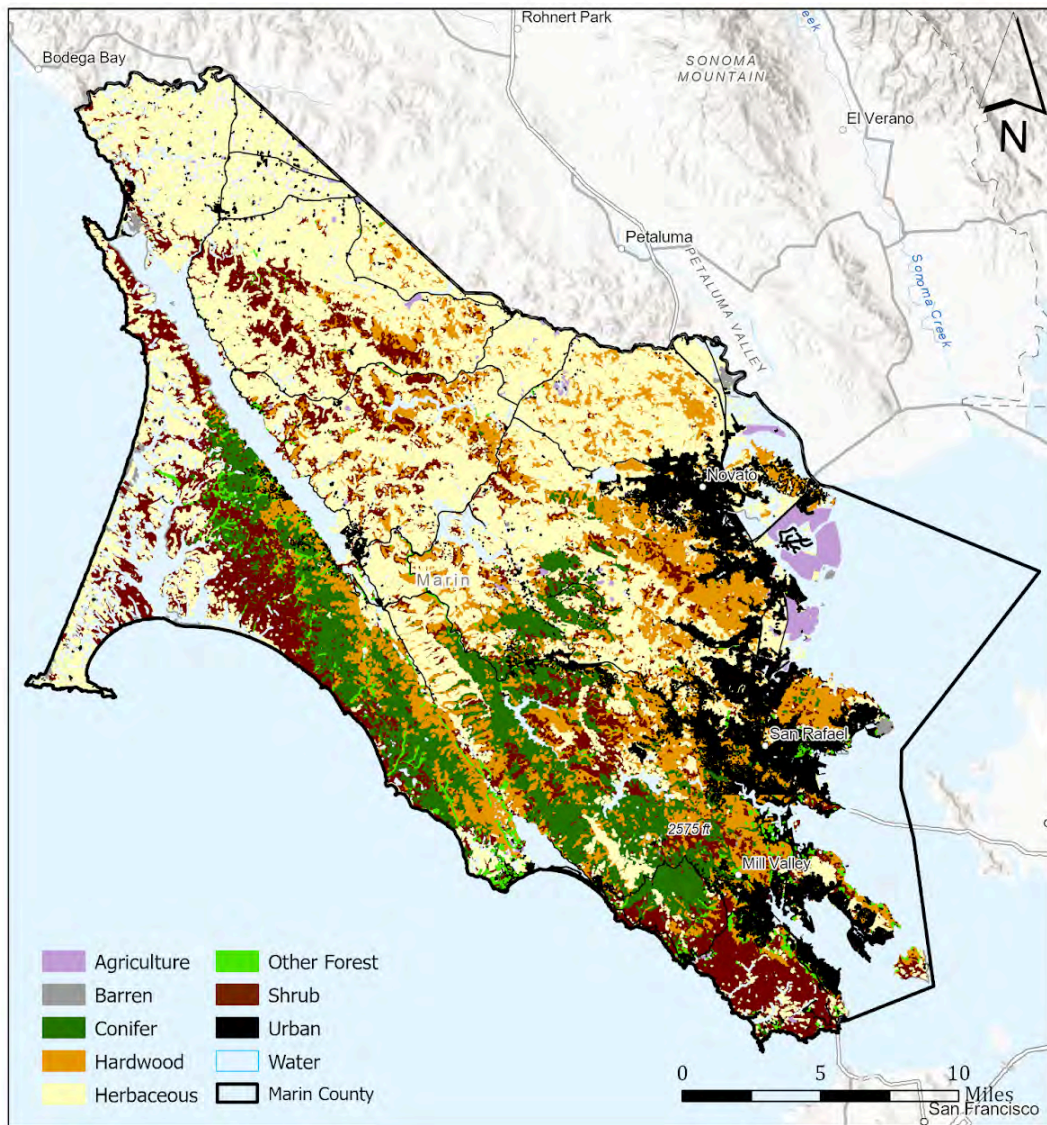 Rohnert Park
Creek
Bodega Bay
SONOMA
MOUNTAIN
El Verano
N
Petaluma
PETALUMA VALLEY
Sonoma Creek
Novato
Marin
San Rafael
2575 ft
Mill Valley
Agriculture
Barren
Conifer
Hardwood
Herbaceous
Other Forest
Shrub
Urban
Water
Marin County
0 5 10
Miles
San Francisco